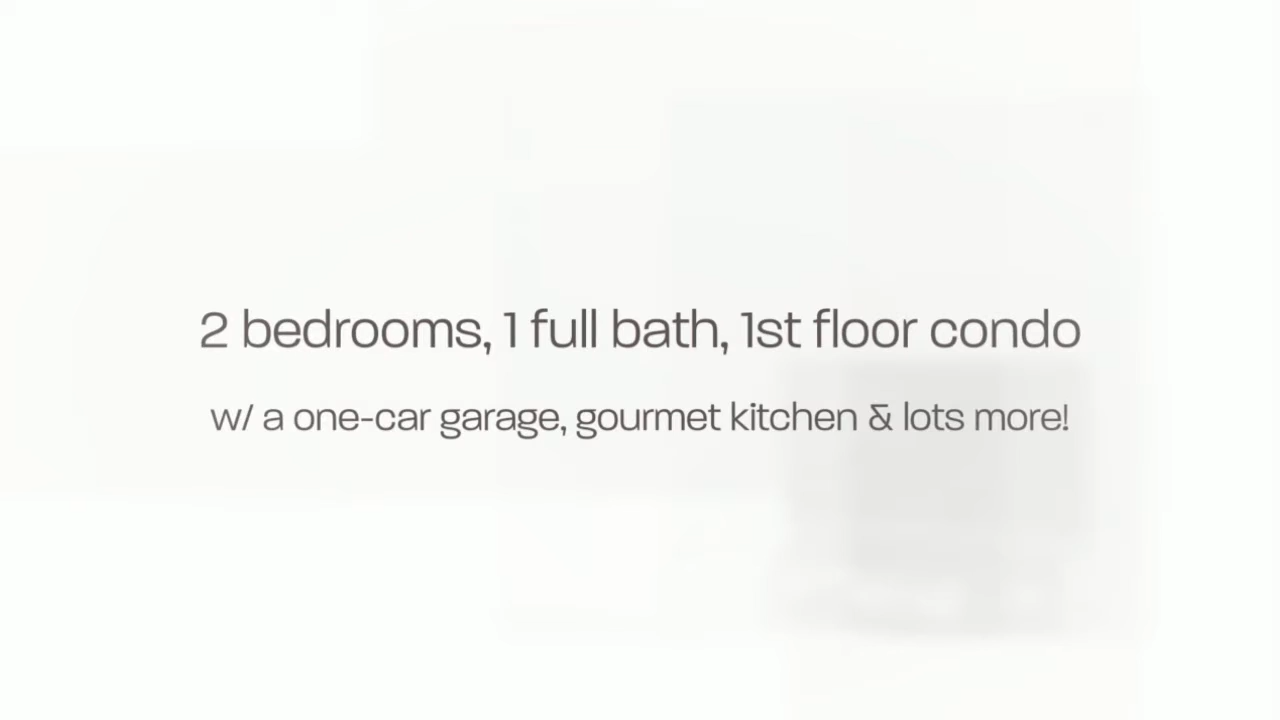 2 bedrooms, 1 full bath, 1st floor condo
w/ a one-car garage, gourmet kitchen & lots more!